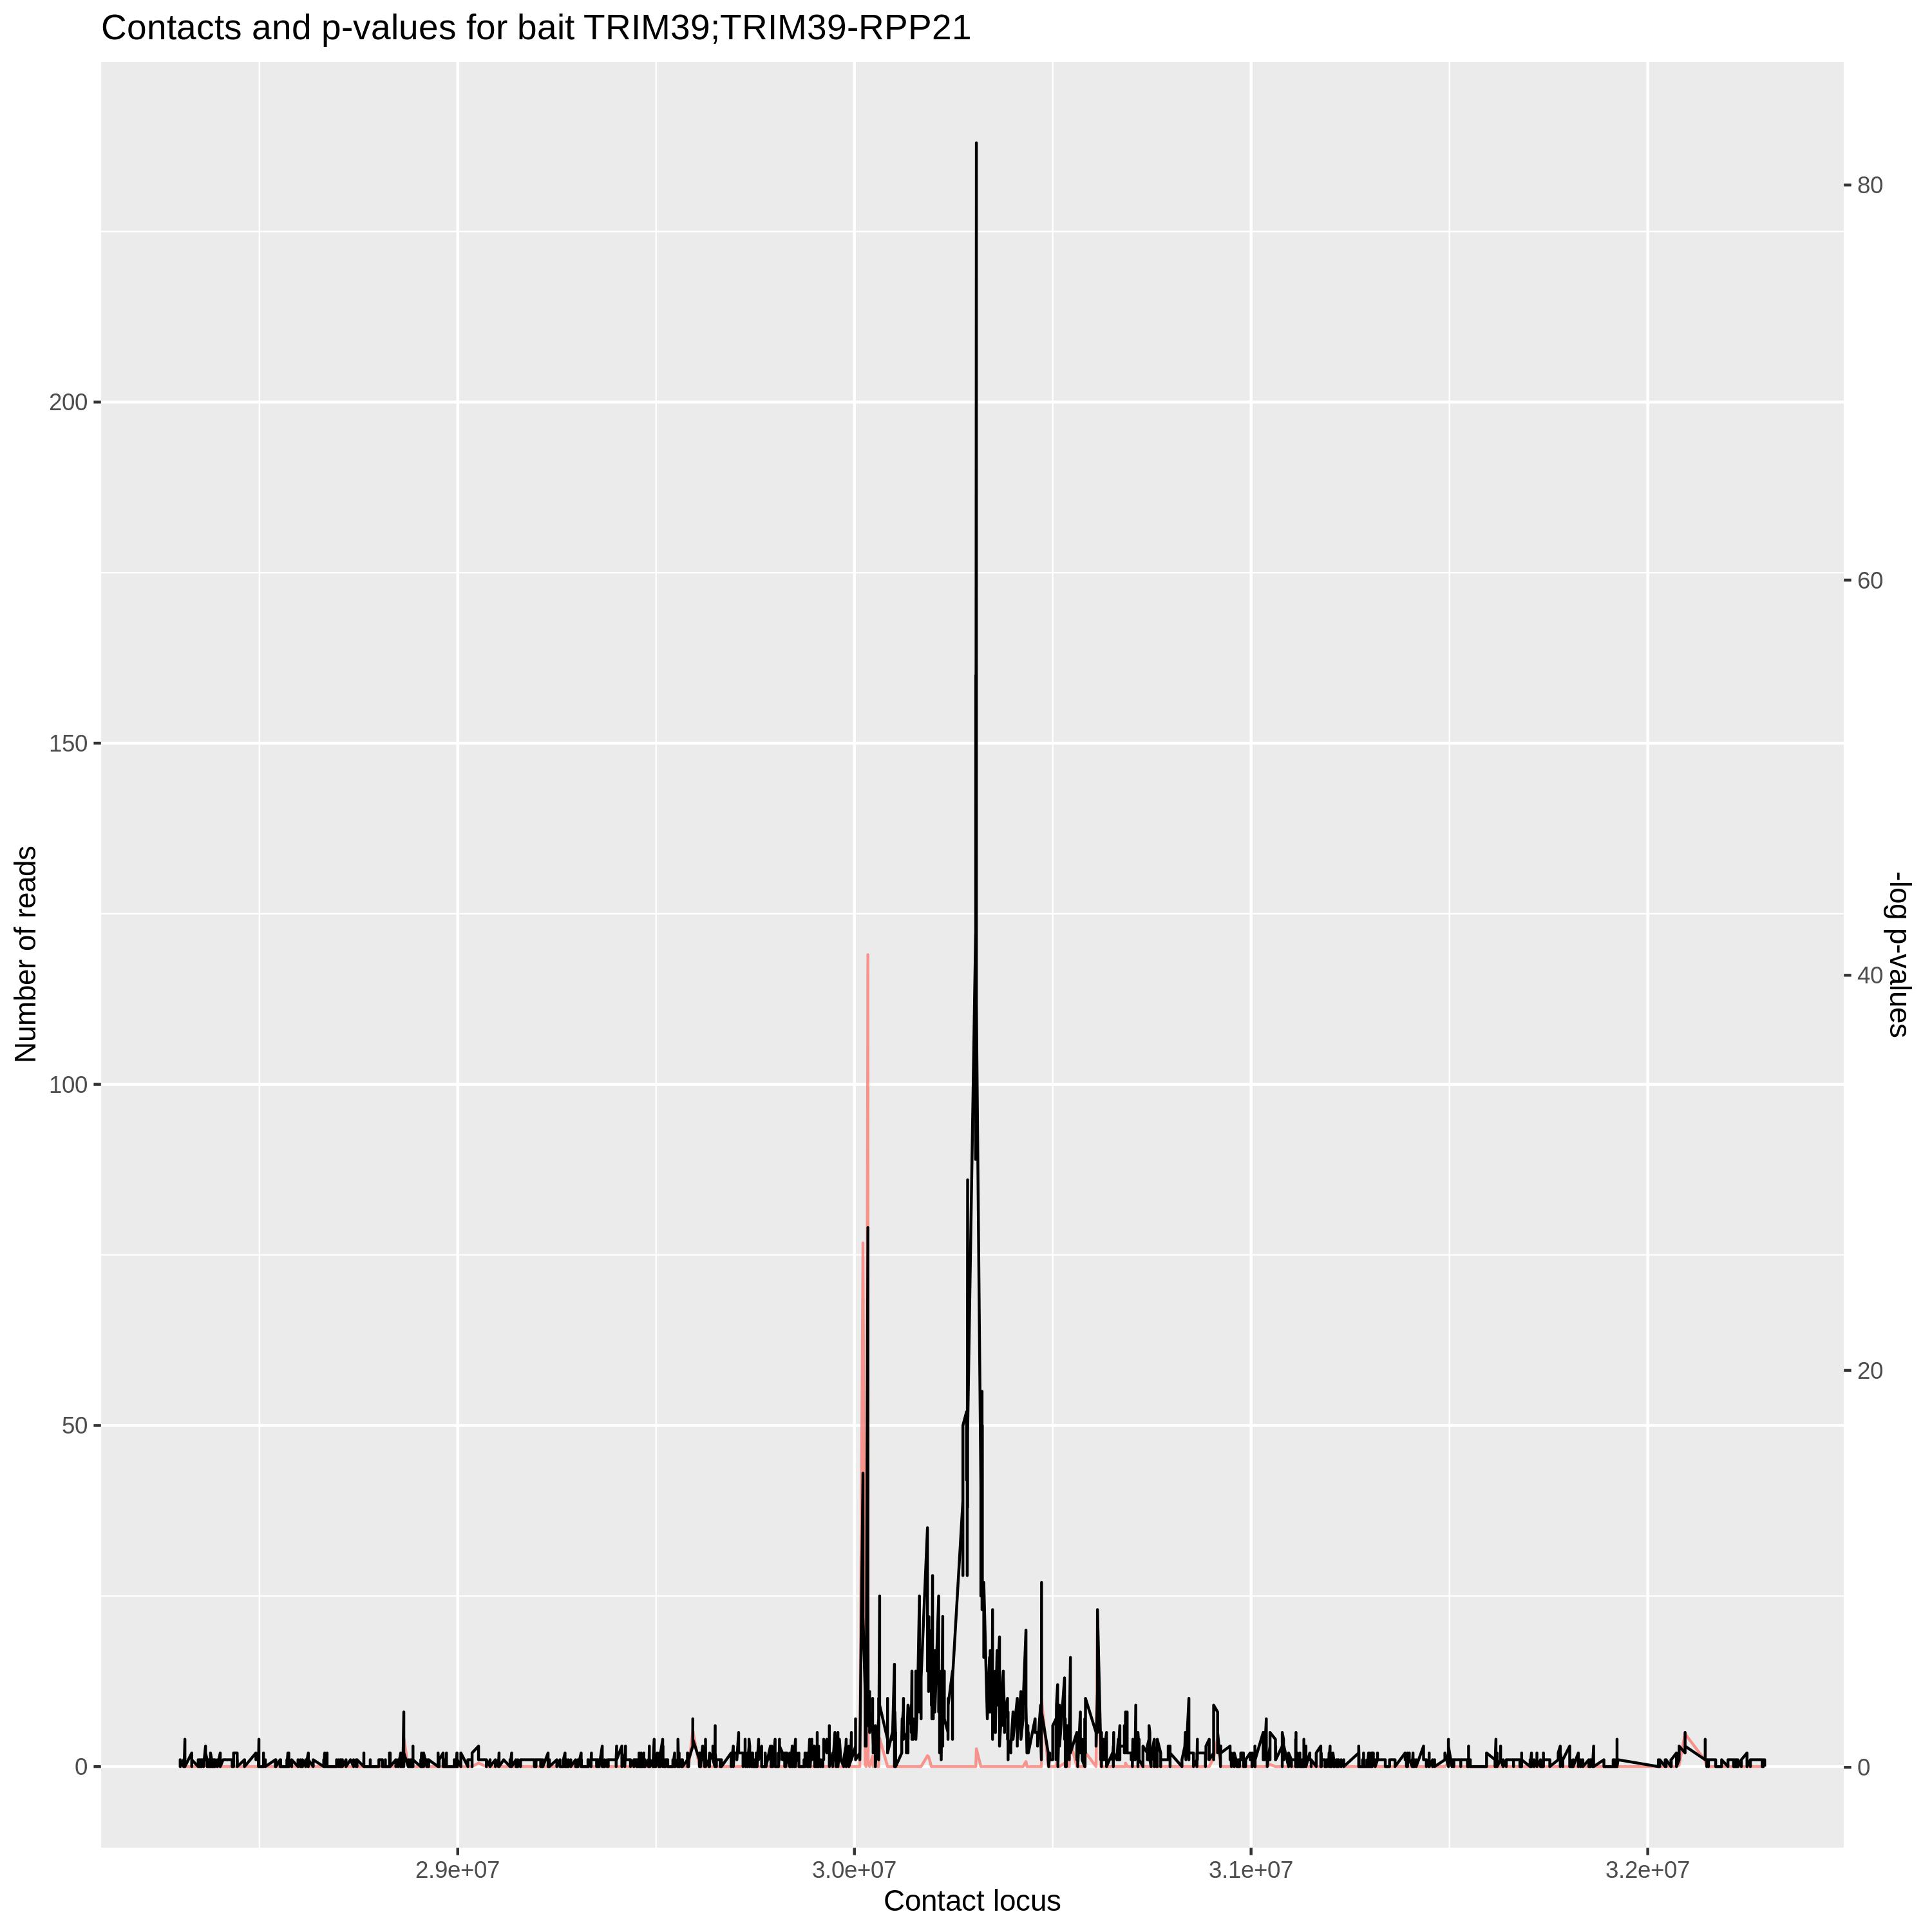 Contacts and p-values for bait TRIM39;TRIM39-RPP21
Number of reads
200
150
100
50
0
80
60
40
20
0
-log p-values
2.9e+07
3.0e+07
3.1e+07
3.2e+07
Contact locus